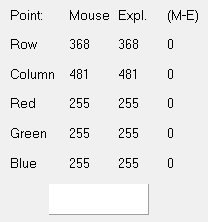 Point: Mouse Expl. (M-E)
Row 368 368 0
Column 481 481 0
Red 255 255 0
Green 255 255 0
Blue 255 255 0